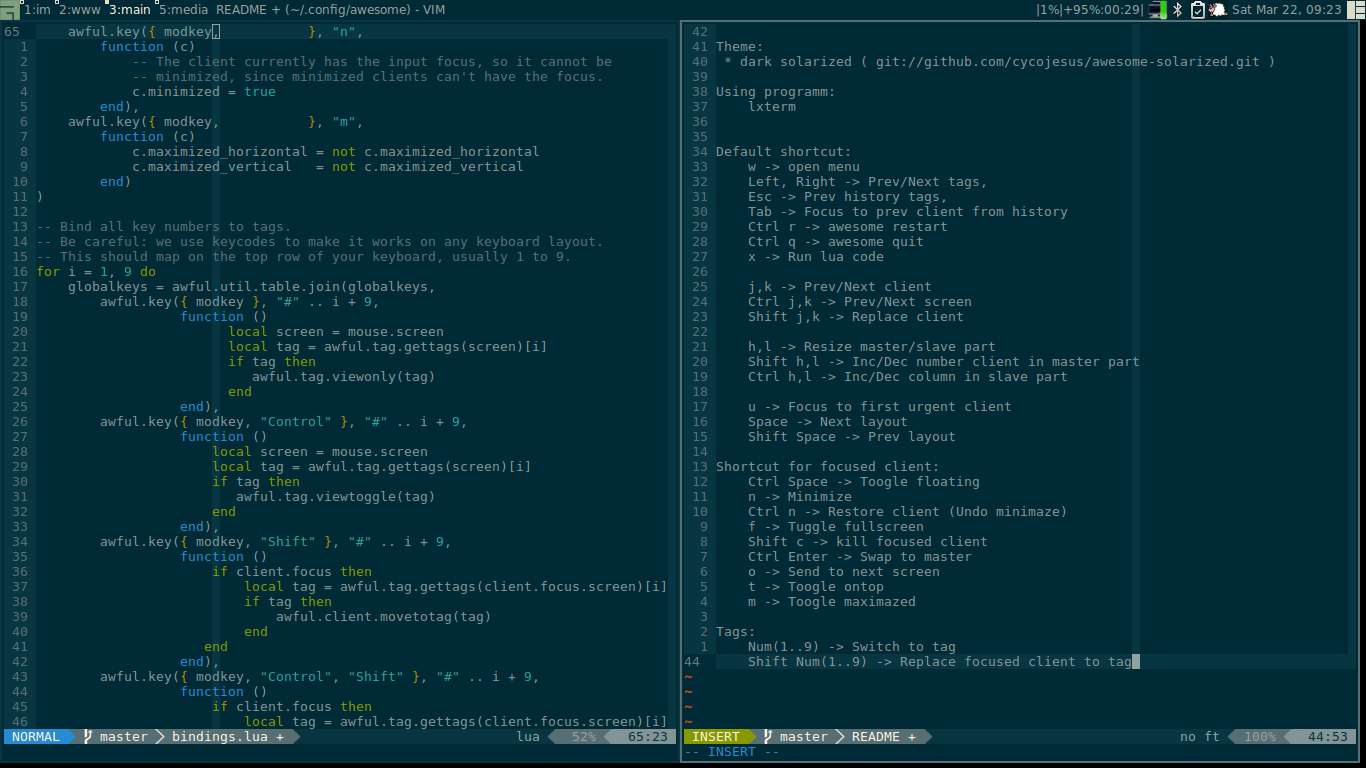 1:im 2:www 3:main 5:media README + (~/.config/awesome) - VIM |1%|+95%:00:29| Sat Mar 22, 09:23
65 awful.key({ modkey, }, "n",
1 function (c)
2 -- The client currently has the input focus, so it cannot be
3 -- minimized, since minimized clients can't have the focus.
4 c.minimized = true
5 end),
6 awful.key({ modkey, }, "m",
7 function (c)
8 c.maximized_horizontal = not c.maximized_horizontal
9 c.maximized_vertical = not c.maximized_vertical
10 end)
11 )
12
13 -- Bind all key numbers to tags.
14 -- Be careful: we use keycodes to make it works on any keyboard layout.
15 -- This should map on the top row of your keyboard, usually 1 to 9.
16 for i = 1, 9 do
17 globalkeys = awful.util.table.join(globalkeys,
18 awful.key({ modkey }, "#" .. i + 9,
19 function ()
20 local screen = mouse.screen
21 local tag = awful.tag.gettags(screen)[i]
22 if tag then
23 awful.tag.viewonly(tag)
24 end
25 end),
26 awful.key({ modkey, "Control" }, "#" .. i + 9,
27 function ()
28 local screen = mouse.screen
29 local tag = awful.tag.gettags(screen)[i]
30 if tag then
31 awful.tag.viewtoggle(tag)
32 end
33 end),
34 awful.key({ modkey, "Shift" }, "#" .. i + 9,
35 function ()
36 if client.focus then
37 local tag = awful.tag.gettags(client.focus.screen)[i]
38 if tag then
39 awful.client.movetotag(tag)
40 end
41 end
42 end),
43 awful.key({ modkey, "Control", "Shift" }, "#" .. i + 9,
44 function ()
45 if client.focus then
46 local tag = awful.tag.gettags(client.focus.screen)[i]
NORMAL master bindings.lua + lua 52% 65:23
42
41 Theme:
40 * dark solarized ( git://github.com/cycojesus/awesome-solarized.git )
39
38 Using programm:
37 lxterm
36
35
34 Default shortcut:
33 w -> open menu
32 Left, Right -> Prev/Next tags,
31 Esc -> Prev history tags,
30 Tab -> Focus to prev client from history
29 Ctrl r -> awesome restart
28 Ctrl q -> awesome quit
27 x -> Run lua code
26
25 j,k -> Prev/Next client
24 Ctrl j,k -> Prev/Next screen
23 Shift j,k -> Replace client
22
21 h,l -> Resize master/slave part
20 Shift h,l -> Inc/Dec number client in master part
19 Ctrl h,l -> Inc/Dec column in slave part
18
17 u -> Focus to first urgent client
16 Space -> Next layout
15 Shift Space -> Prev layout
14
13 Shortcut for focused client:
12 Ctrl Space -> Toogle floating
11 n -> Minimize
10 Ctrl n -> Restore client (Undo minimaze)
9 f -> Tuggle fullscreen
8 Shift c -> kill focused client
7 Ctrl Enter -> Swap to master
6 o -> Send to next screen
5 t -> Toogle ontop
4 m -> Toogle maximazed
3
2 Tags:
1 Num(1..9) -> Switch to tag
44 Shift Num(1..9) -> Replace focused client to tag
~
~
~
~
INSERT master README + no ft 100% 44:53
-- INSERT --